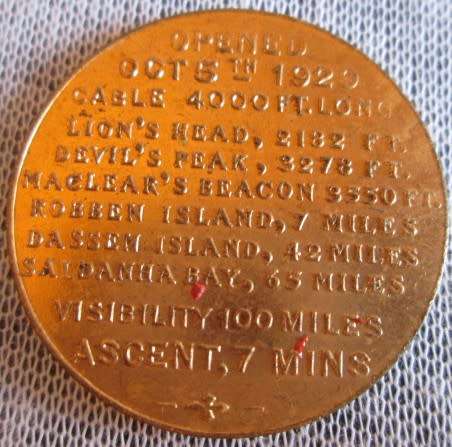 OPENED
OCT 5TH 1929
CABLE 4000 FT. LONG
LION'S HEAD, 2182 FT.
DEVIL'S PEAK, 3278 FT.
MACLEAR'S BEACON 3550 FT.
ROBBEN ISLAND, 7 MILES
DASSEN ISLAND, 42 MILES
SALDANHA BAY, 65 MILES
VISIBILITY 100 MILES
ASCENT, 7 MINS